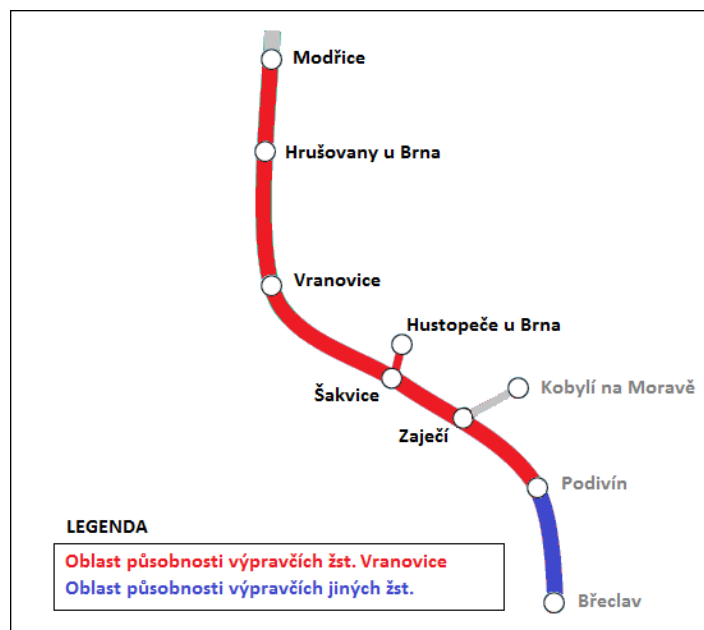 Modřice
Hrušovany u Brna
Vranovice
Hustopeče u Brna
Šakvice
Kobylí na Moravě
Zaječí
Podivín
LEGENDA
Oblast působnosti výpravčích žst. Vranovice
Oblast působnosti výpravčích jiných žst.
Břeclav